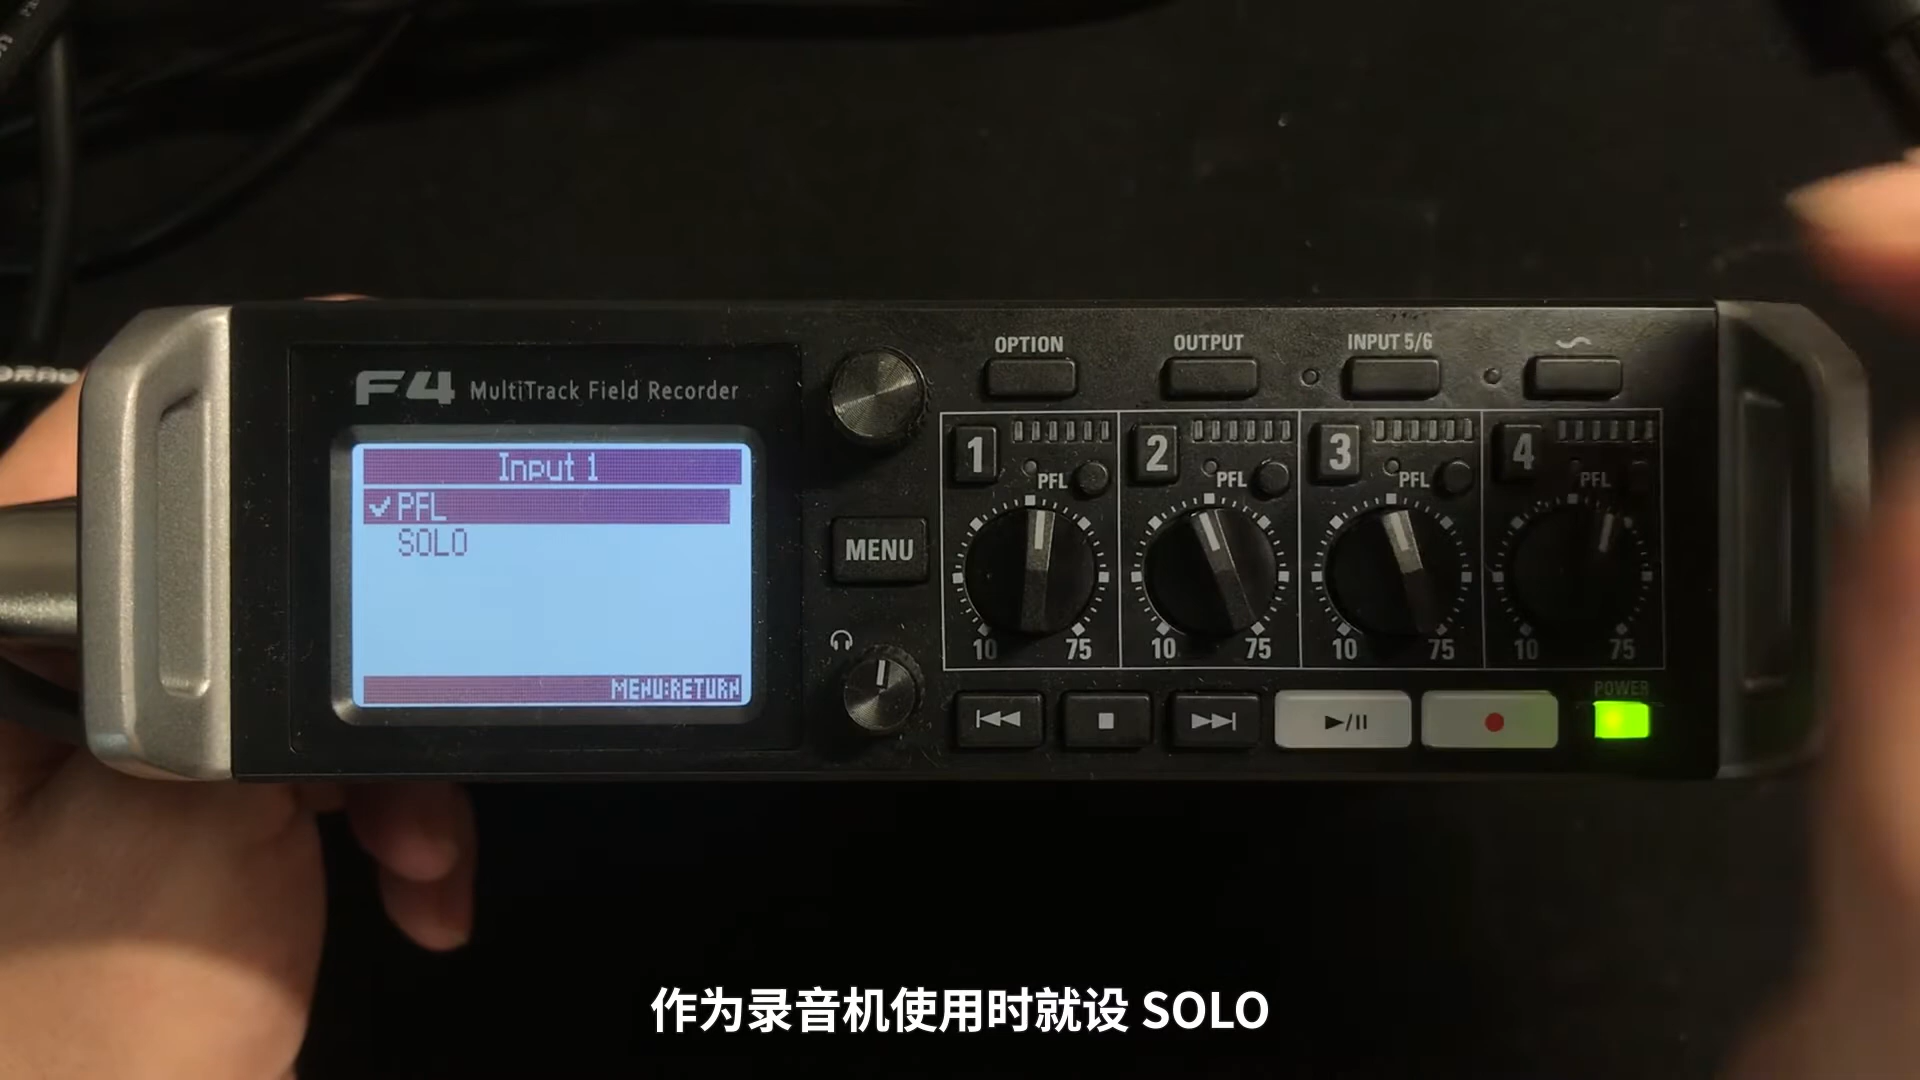 F4 MultiTrack Field Recorder
Input 1
✓PFL
SOLO
MENU:RETURN
MENU
OPTION
OUTPUT
INPUT 5/6
1
2
3
4
PFL
PFL
PFL
PFL
10 75
10 75
10 75
10 75
POWER
作为录音机使用时就设 SOLO